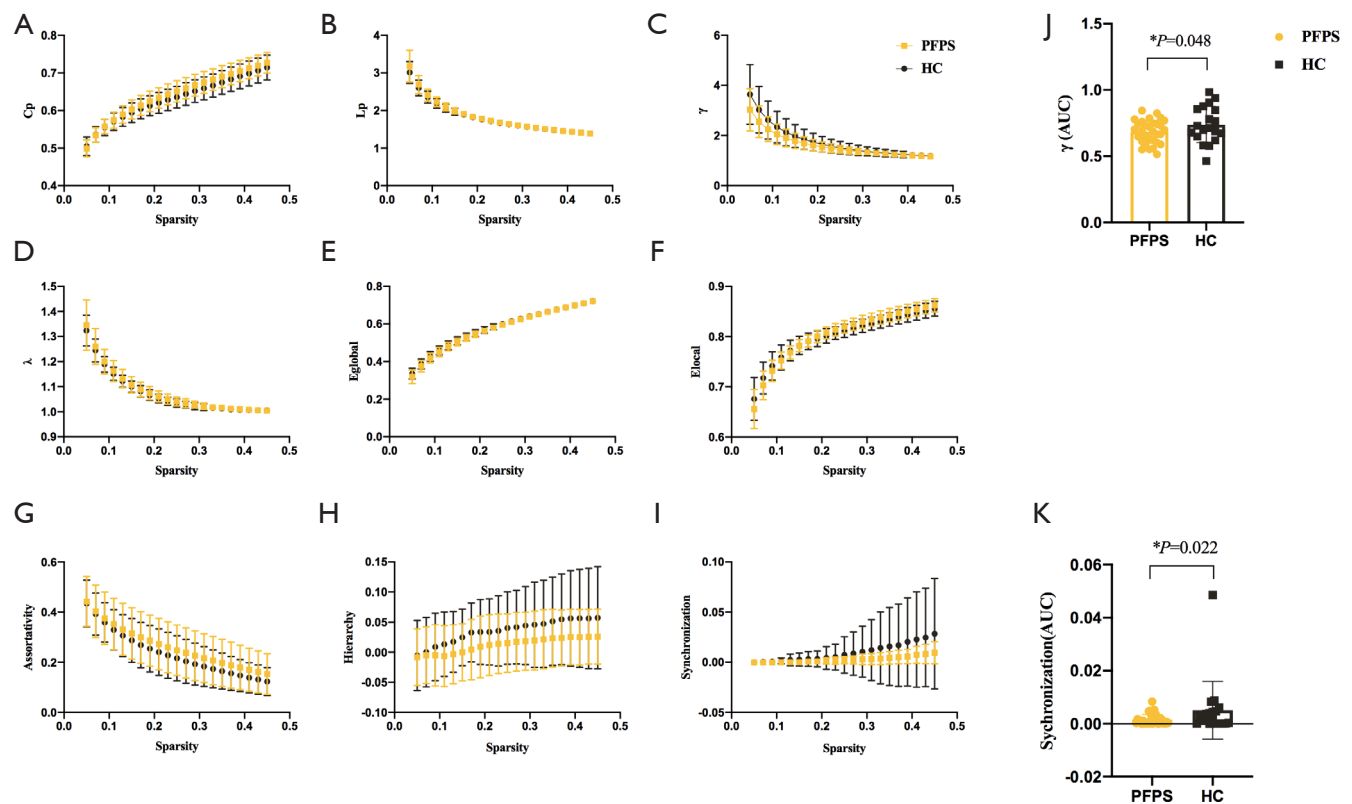 A
Cp
0.8
0.7
0.6
0.5
0.4
0.0 0.1 0.2 0.3 0.4 0.5
Sparsity
B
Lp
4
3
2
1
0
0.0 0.1 0.2 0.3 0.4 0.5
Sparsity
C
γ
6
4
2
0
0.0 0.1 0.2 0.3 0.4 0.5
Sparsity
PFPS
HC
J
γ (AUC)
1.5
1.0
0.5
0.0
*P=0.048
PFPS HC
PFPS
HC
D
λ
1.5
1.4
1.3
1.2
1.1
1.0
0.9
0.0 0.1 0.2 0.3 0.4 0.5
Sparsity
E
Eglobal
0.8
0.6
0.4
0.2
0.0
0.0 0.1 0.2 0.3 0.4 0.5
Sparsity
F
Elocal
0.9
0.8
0.7
0.6
0.0 0.1 0.2 0.3 0.4 0.5
Sparsity
G
Assortativity
0.6
0.4
0.2
0.0
0.0 0.1 0.2 0.3 0.4 0.5
Sparsity
H
Hierarchy
0.15
0.10
0.05
0.00
-0.05
-0.10
0.0 0.1 0.2 0.3 0.4 0.5
Sparsity
I
Synchronization
0.10
0.05
0.00
-0.05
0.0 0.1 0.2 0.3 0.4 0.5
Sparsity
K
Sychronization(AUC)
0.06
0.04
0.02
0.00
-0.02
*P=0.022
PFPS HC